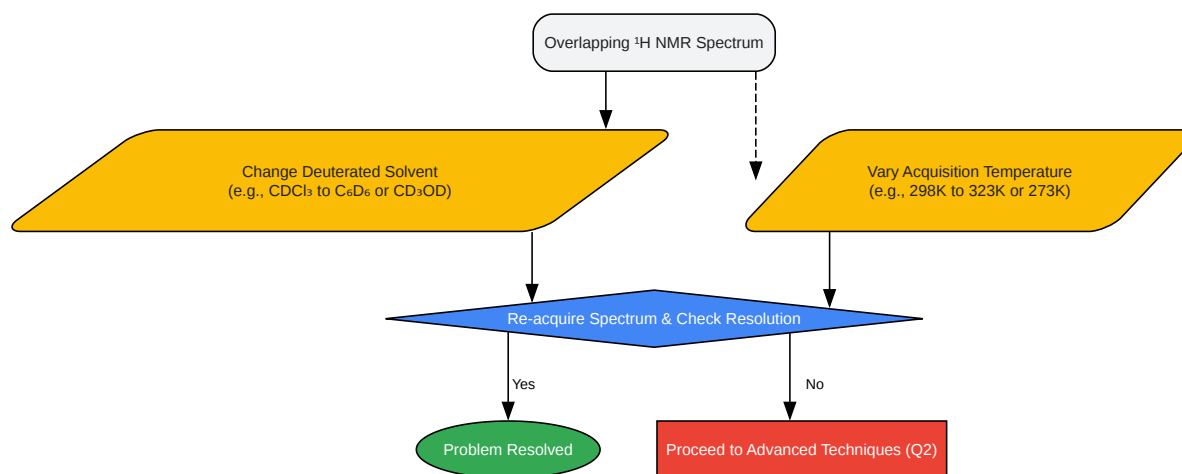 Overlapping ¹H NMR Spectrum
Change Deuterated Solvent
(e.g., CDCl₃ to C₆D₆ or CD₃OD)
Vary Acquisition Temperature
(e.g., 298K to 323K or 273K)
Re-acquire Spectrum & Check Resolution
Yes
No
Problem Resolved
Proceed to Advanced Techniques (Q2)